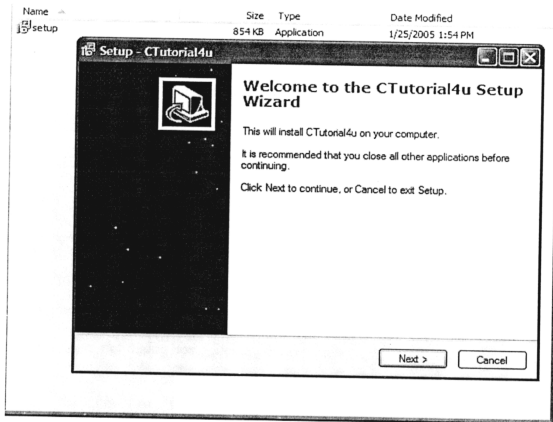 Name Size Type Date Modified
setup 854 KB Application 1/25/2005 1:54 PM
Setup - CTutorial4u
Welcome to the CTutorial4u Setup
Wizard
This will install CTutorial4u on your computer.
It is recommended that you close all other applications before
continuing.
Click Next to continue, or Cancel to exit Setup.
Next > Cancel